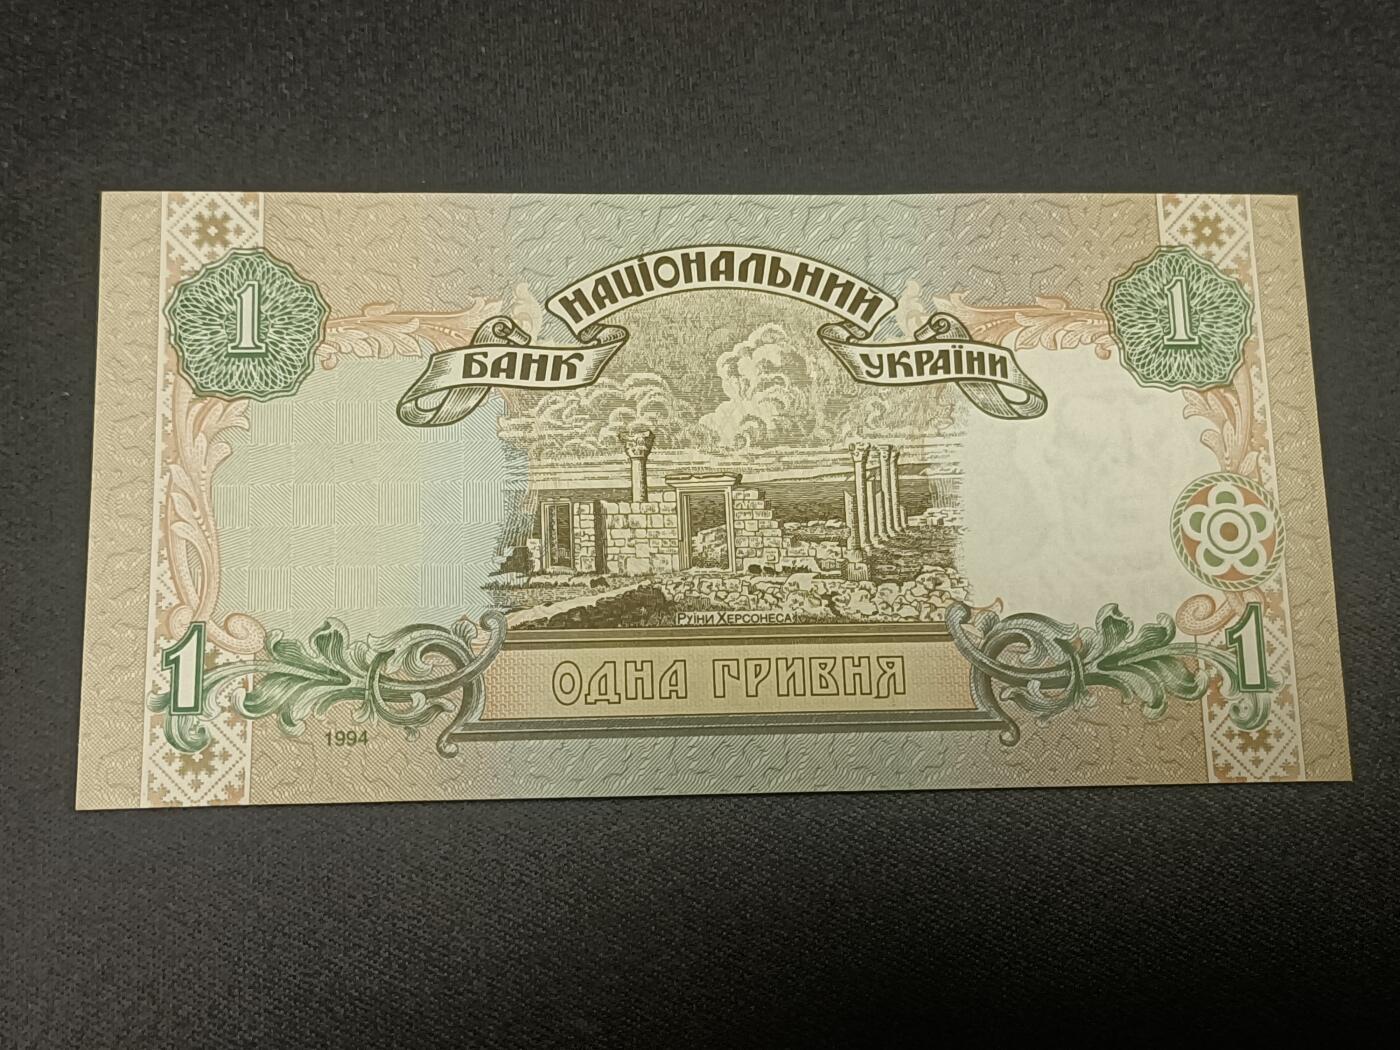 1
НАЦІОНАЛЬНИЙ
1
БАНК
УКРАЇНИ
РУЇНИ ХЕРСОНЕСА
1
ОДНА ГРИВНЯ
1
1994